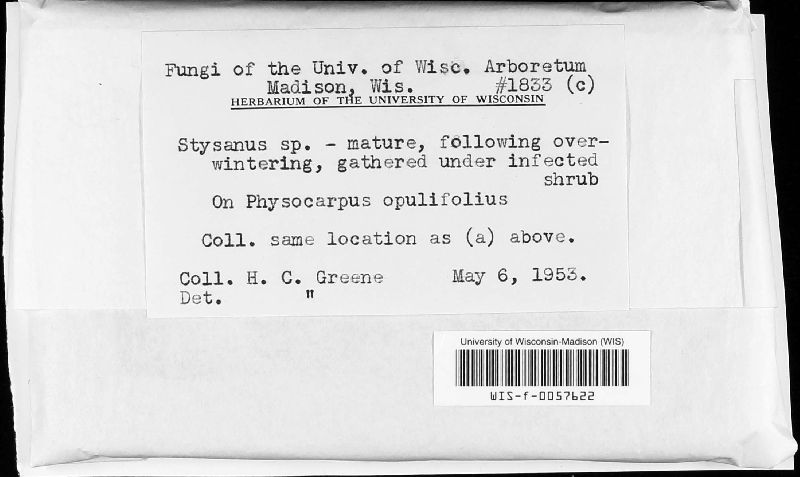 Fungi of the Univ. of Wisc. Arboretum
Madison, Wis. #1833 (c)
HERBARIUM OF THE UNIVERSITY OF WISCONSIN
Stysanus sp. - mature, following over-
wintering, gathered under infected
shrub
On Physocarpus opulifolius
Coll. same location as (a) above.
Coll. H. C. Greene May 6, 1953.
Det. "
University of Wisconsin-Madison (WIS)
WIS-f-0057622